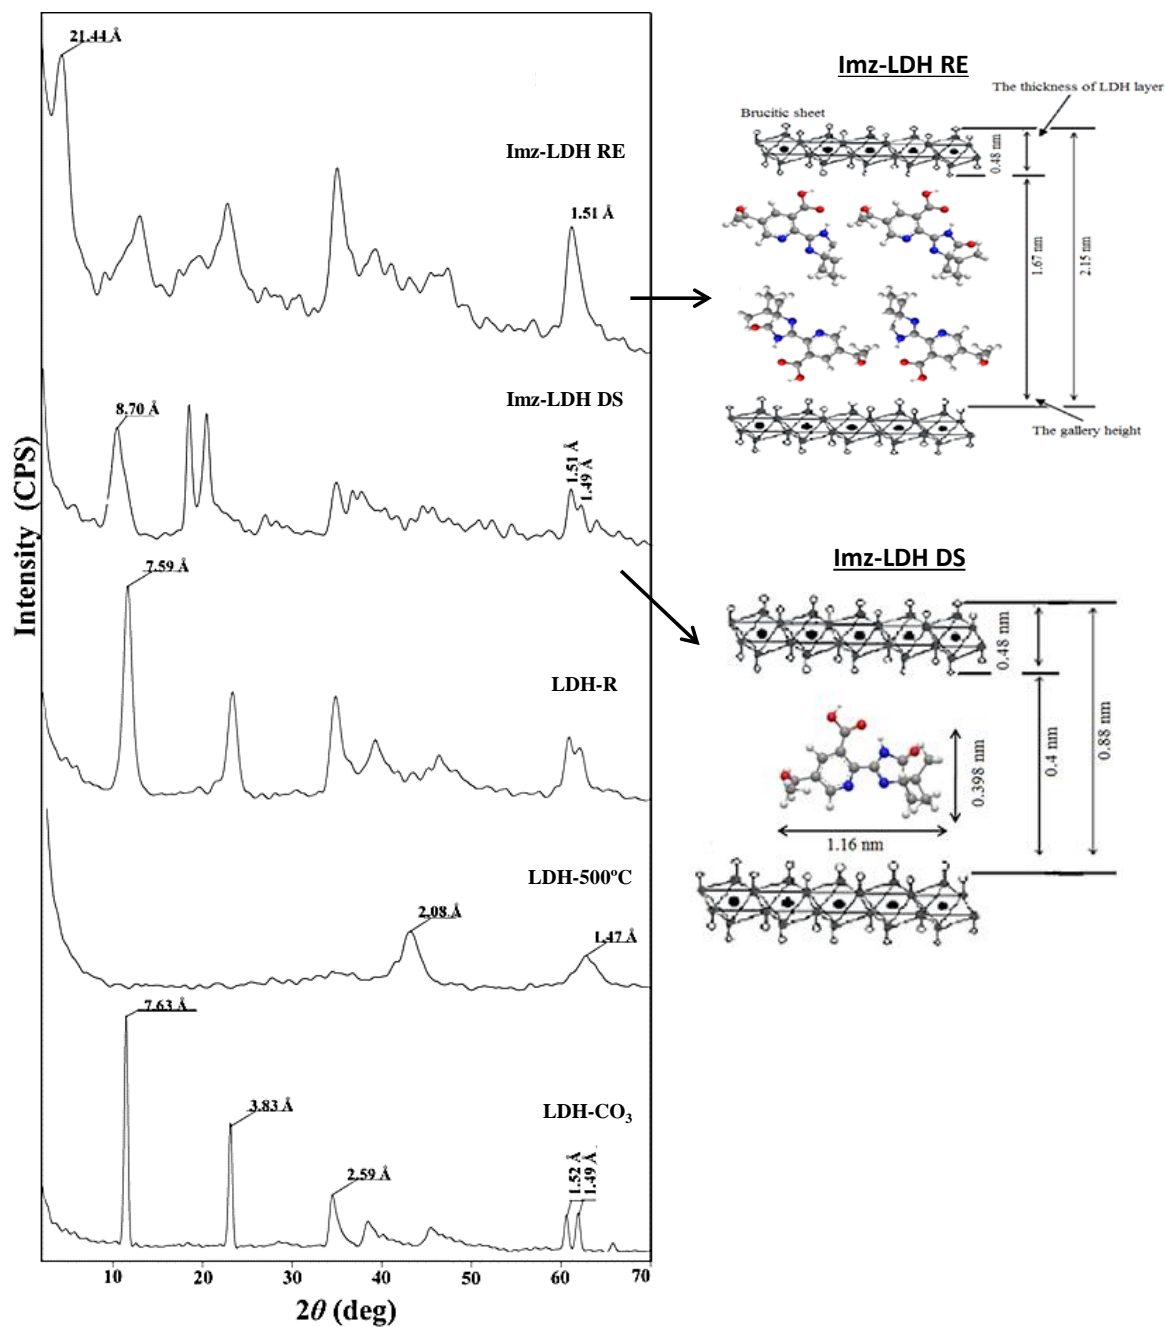 21.44 Å
Imz-LDH RE
1.51 Å
Imz-LDH DS
8.70 Å
1.51 Å
1.49 Å
7.59 Å
LDH-R
LDH-500ºC
2.08 Å
1.47 Å
7.63 Å
3.83 Å
LDH-CO₃
2.59 Å
1.52 Å
1.49 Å
Intensity (CPS)
10 20 30 40 50 60 70
2θ (deg)
Imz-LDH RE
The thickness of LDH layer
Brucitic sheet
0.48 nm
1.67 nm
2.15 nm
The gallery height
Imz-LDH DS
0.48 nm
0.88 nm
0.4 nm
0.398 nm
1.16 nm